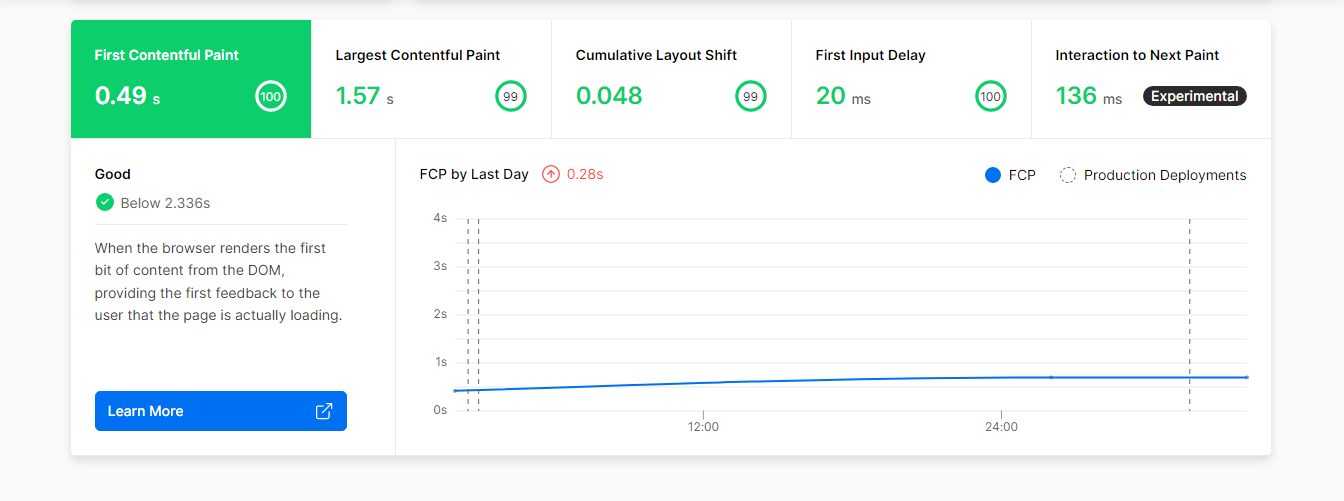 First Contentful Paint
0.49 s
100
Largest Contentful Paint
1.57 s
99
Cumulative Layout Shift
0.048
99
First Input Delay
20 ms
100
Interaction to Next Paint
136 ms
Experimental
Good
Below 2.336s
When the browser renders the first
bit of content from the DOM,
providing the first feedback to the
user that the page is actually loading.
Learn More
FCP by Last Day
0.28s
FCP
Production Deployments
4s
3s
2s
1s
0s
12:00
24:00